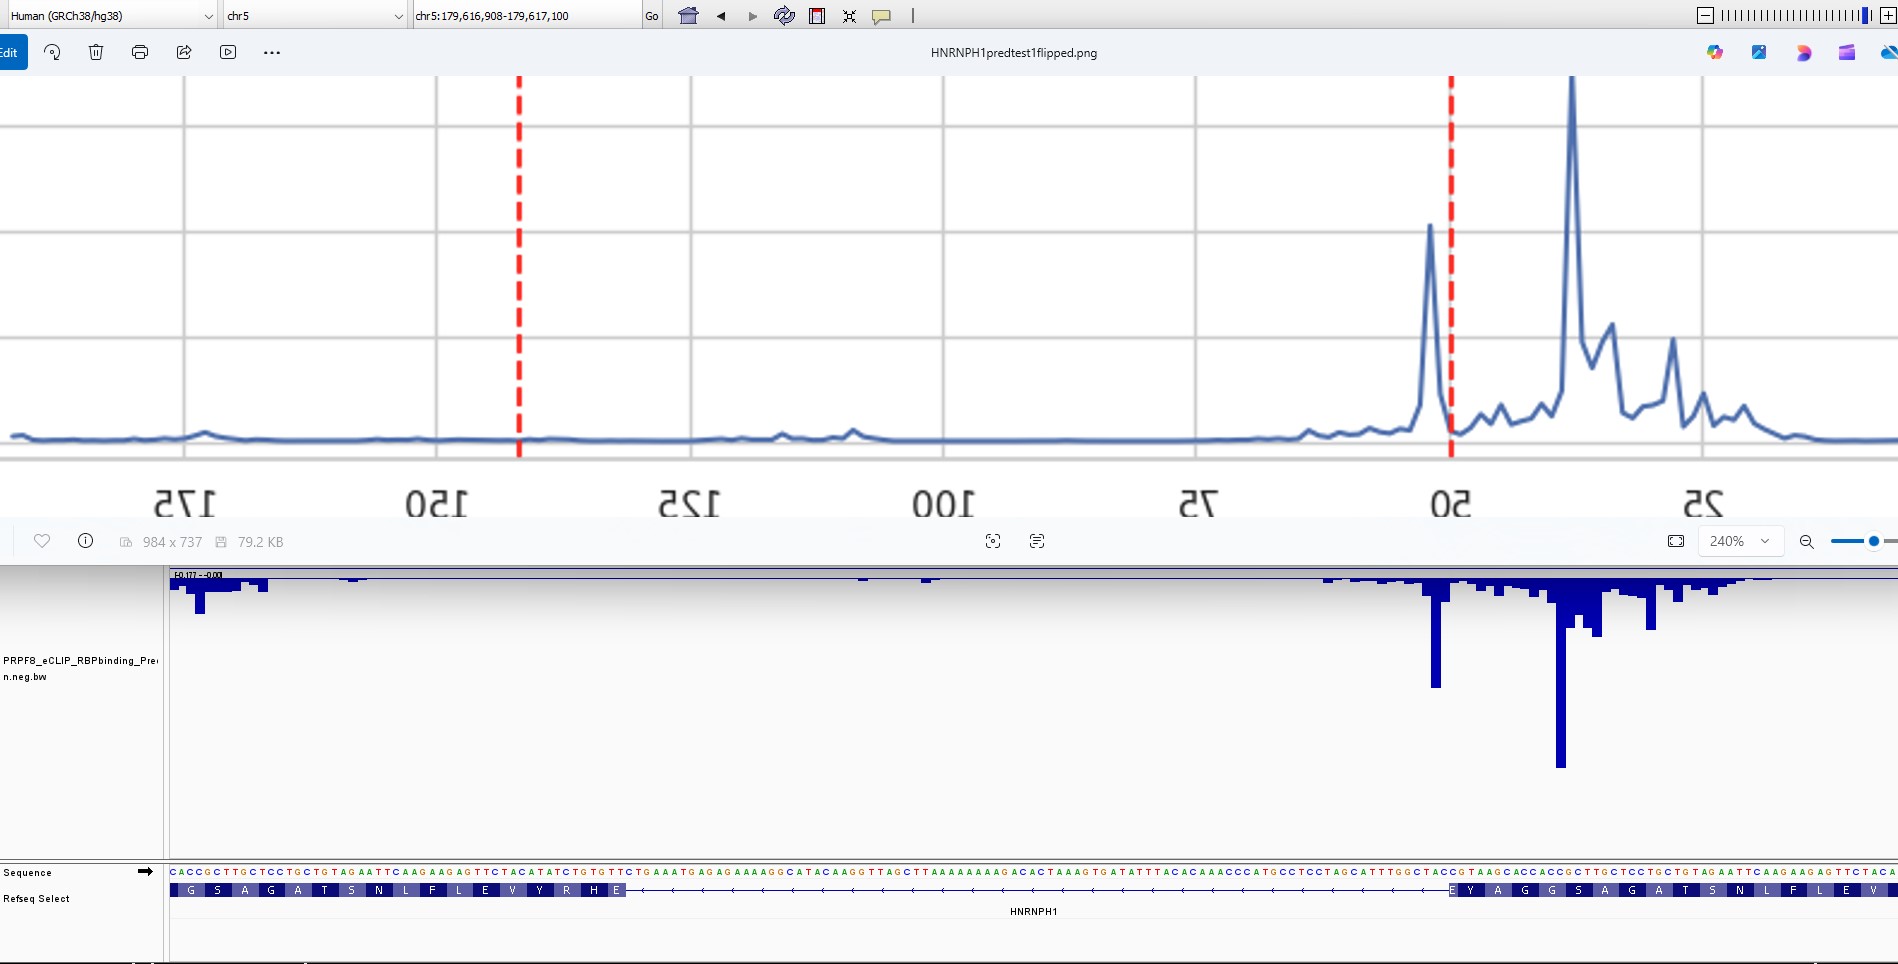 Human (GRCh38/hg38) chr5 chr5:179,616,908-179,617,100 Go
Edit HNRNPH1predtest1flipped.png
175 150 125 100 75 50 25
984 x 737 79.2 KB 240%
PRPF8_eCLIP_RBPbinding_Pre
n.neg.bw
Sequence CACCGCTTGCTCCTGCTGTAGAATTCAAGAAGAGTTCTACATATCTGTGTTCTGAAATGAGAGAAAAGGCATACAAGGTTAGCTTAAAAAAAAAGACACTAAAGTGATATTTACACAAACCCATGCCTCCTAGCATTTGGCTACCGTAAGCACCACCGCTTGCTCCTGCTGTAGAATTCAAGAAGAGTTCTACA
Refseq Select G S A G A T S N L F L E V Y R H E E Y A G G S A G A T S N L F L E V
HNRNPH1